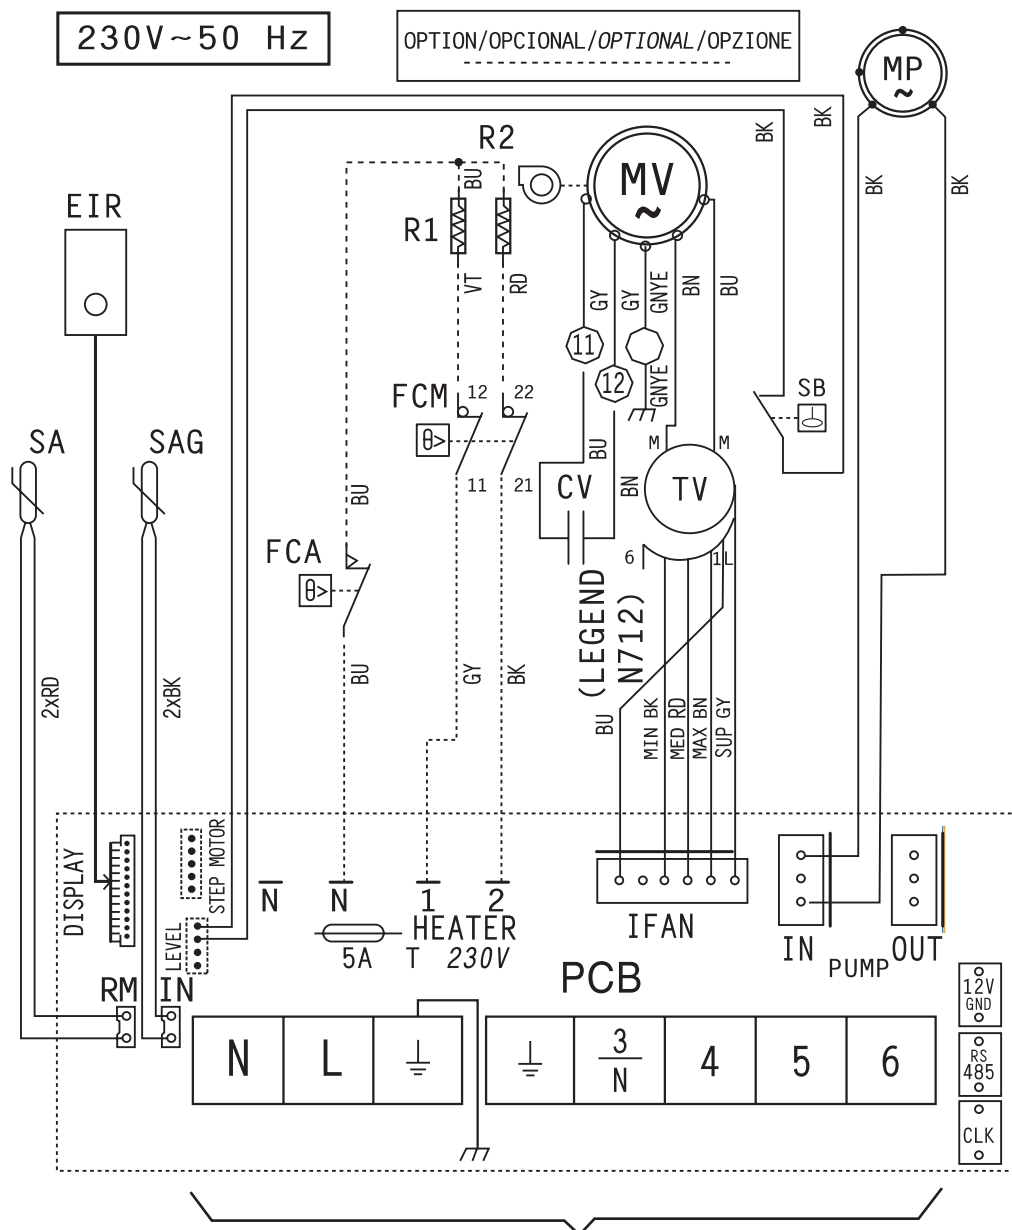 230V~50 Hz
OPTION/OPCIONAL/OPTIONAL/OPZIONE
MP
~
BK
BK
BK
BK
R2
MV
~
BU
R1
EIR
VT
RD
GY
GY
GNYE
BN
BU
11
12
GNYE
FCM
12
22
θ>
11
21
SB
SA
SAG
M
M
BU
CV
BN
TV
BU
FCA
θ>
6
1L
(LEGEND
N712)
BU
GY
BK
2xRD
2xBK
BU
MIN BK
MED RD
MAX BN
SUP GY
DISPLAY
STEP MOTOR
LEVEL
N
N
1
2
HEATER
5A
T
230V
IFAN
IN
PUMP
OUT
PCB
RM
IN
N
L
3
N
4
5
6
12V
GND
RS
485
CLK